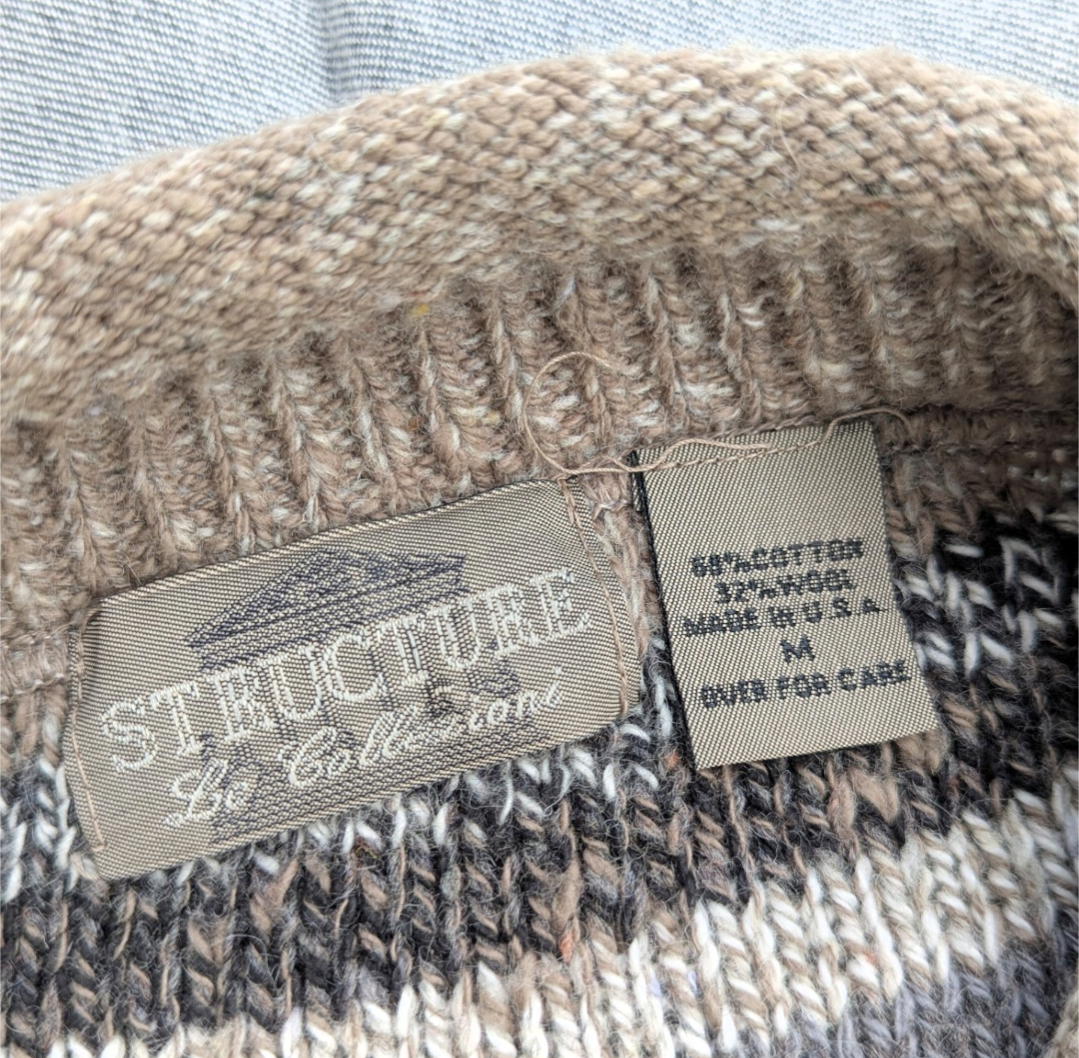 STRUCTURE
Le Collezioni
68%COTTON
32%WOOL
MADE IN U.S.A.
M
OVER FOR CARE